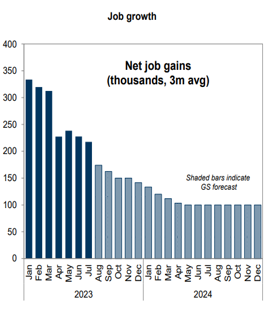 Job growth
Net job gains
(thousands, 3m avg)
400
350
300
250
200
150
100
50
0
Shaded bars indicate
GS forecast
Jan Feb Mar Apr May Jun Jul Aug Sep Oct Nov Dec Jan Feb Mar Apr May Jun Jul Aug Sep Oct Nov Dec
2023 2024